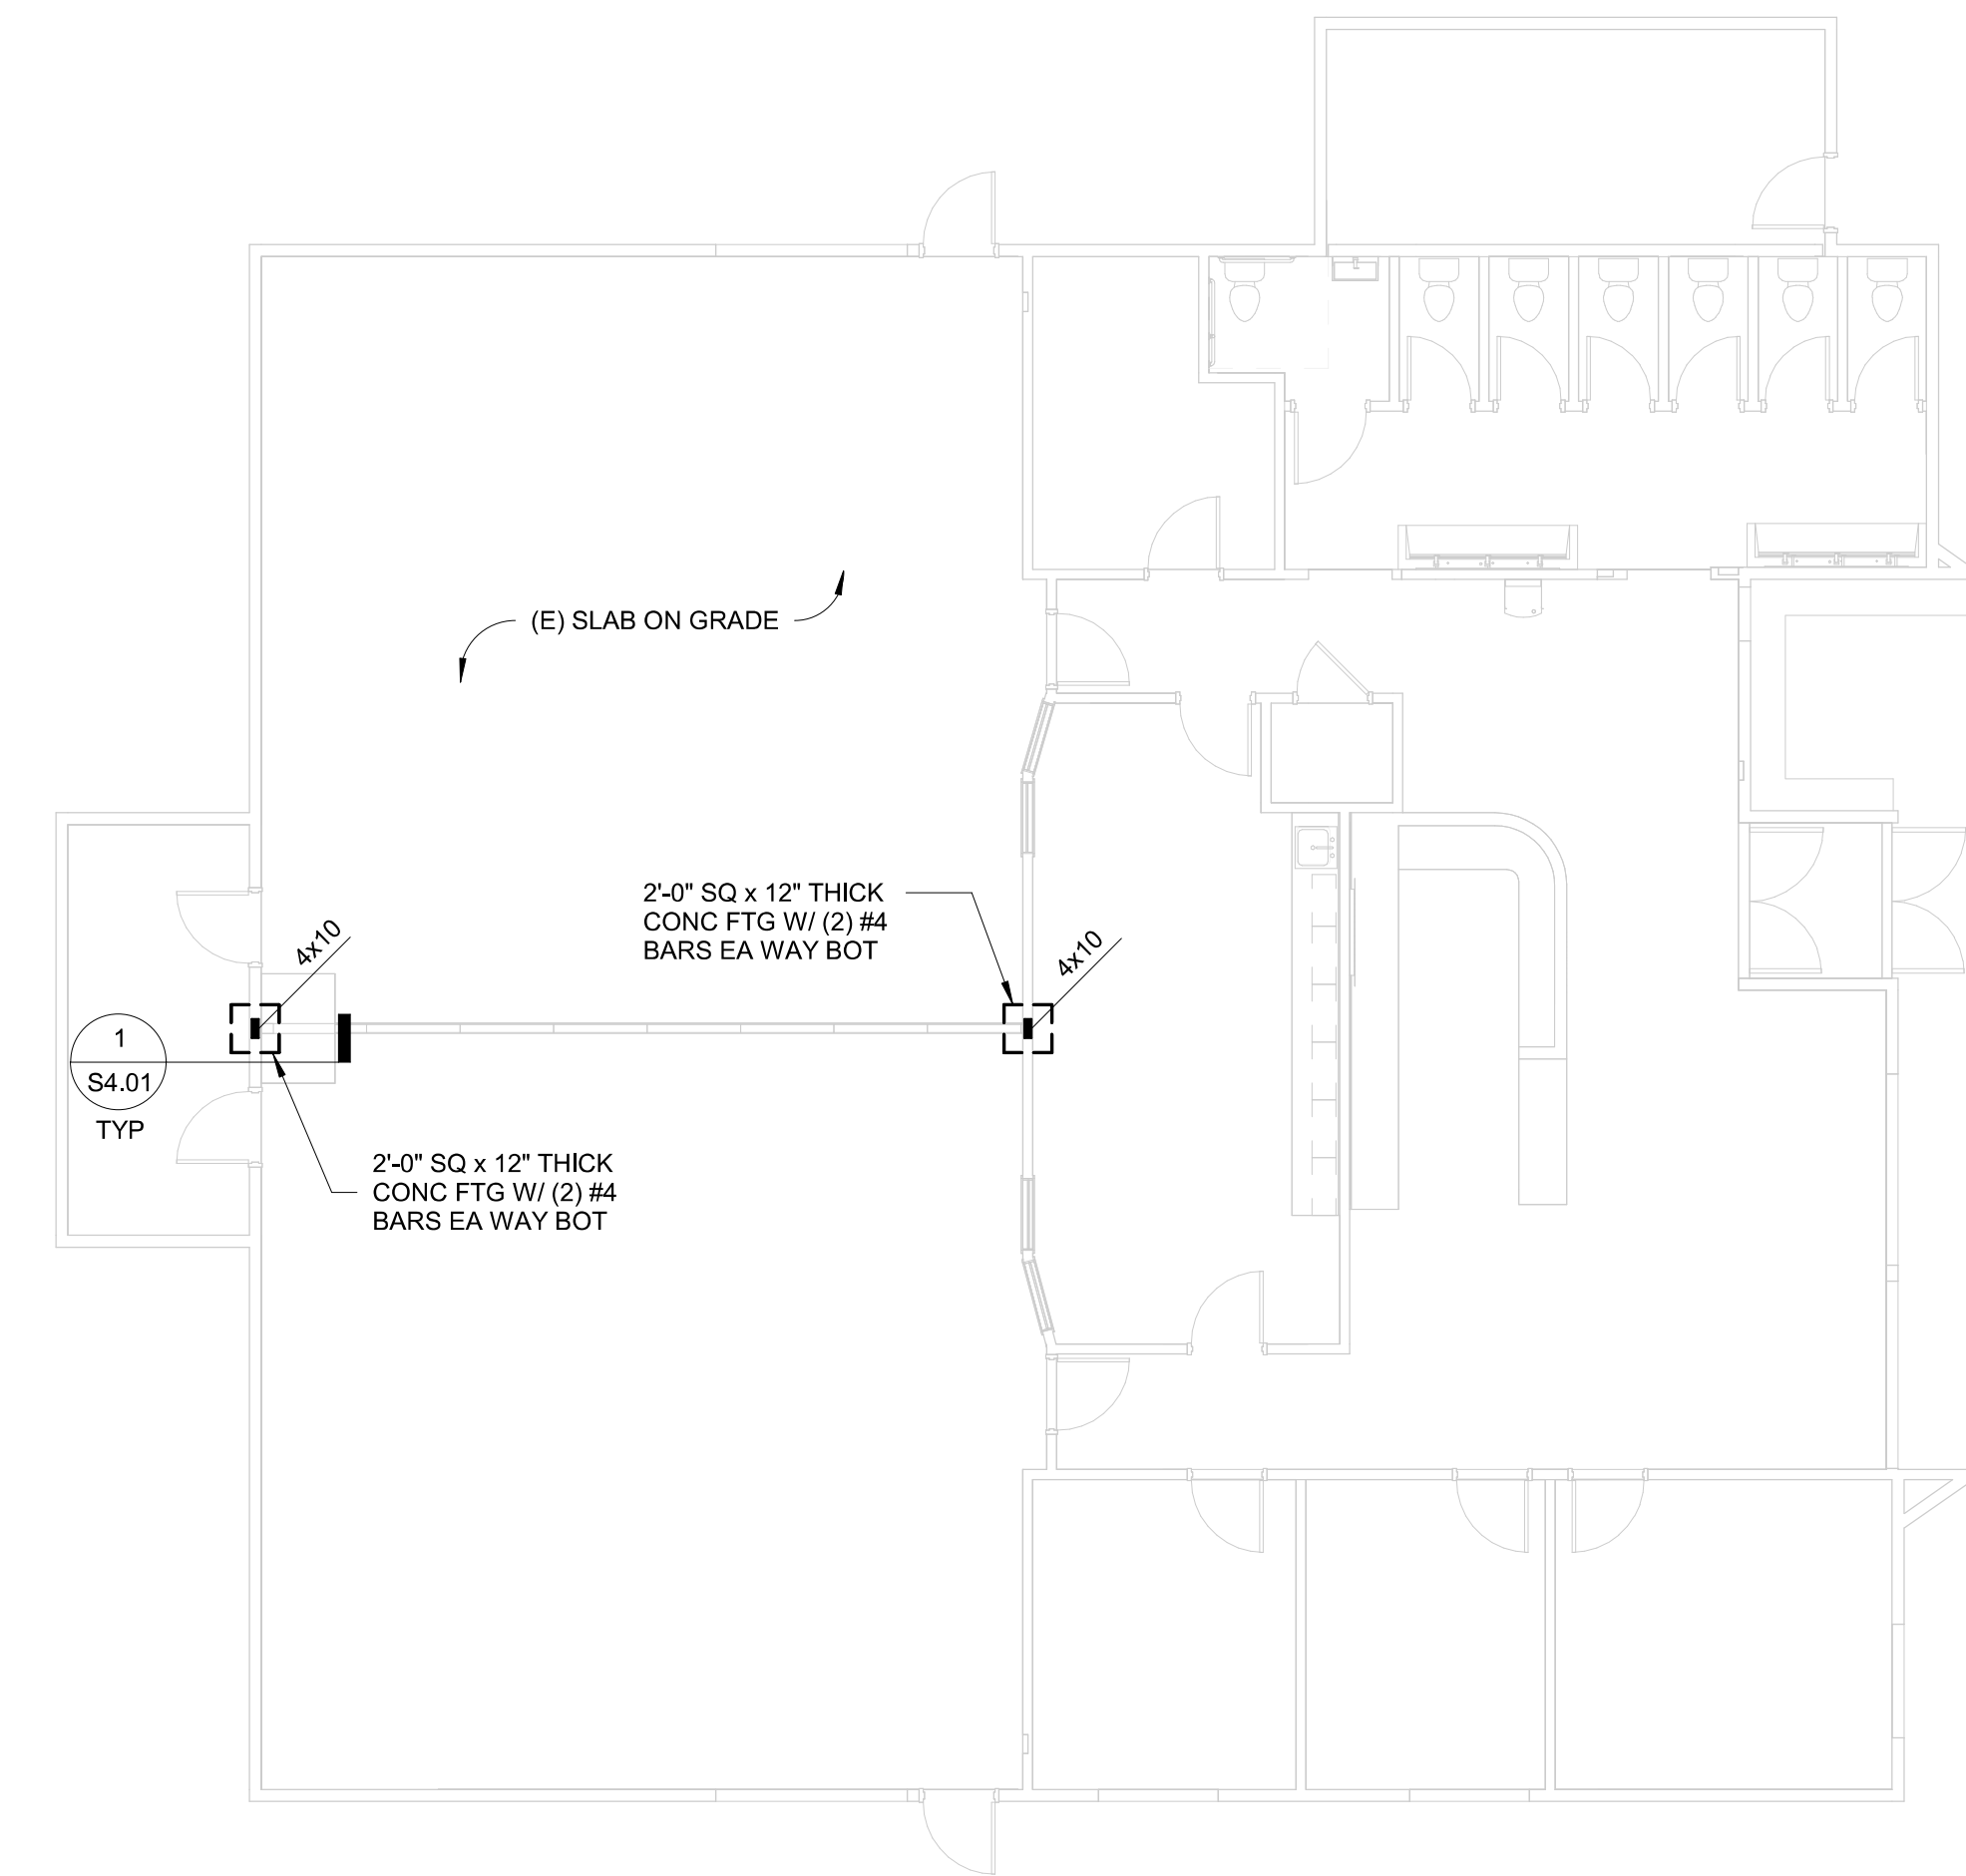 (E) SLAB ON GRADE
2'-0" SQ x 12" THICK
CONC FTG W/ (2) #4
BARS EA WAY BOT
4x10
4x10
1
S4.01
TYP
2'-0" SQ x 12" THICK
CONC FTG W/ (2) #4
BARS EA WAY BOT